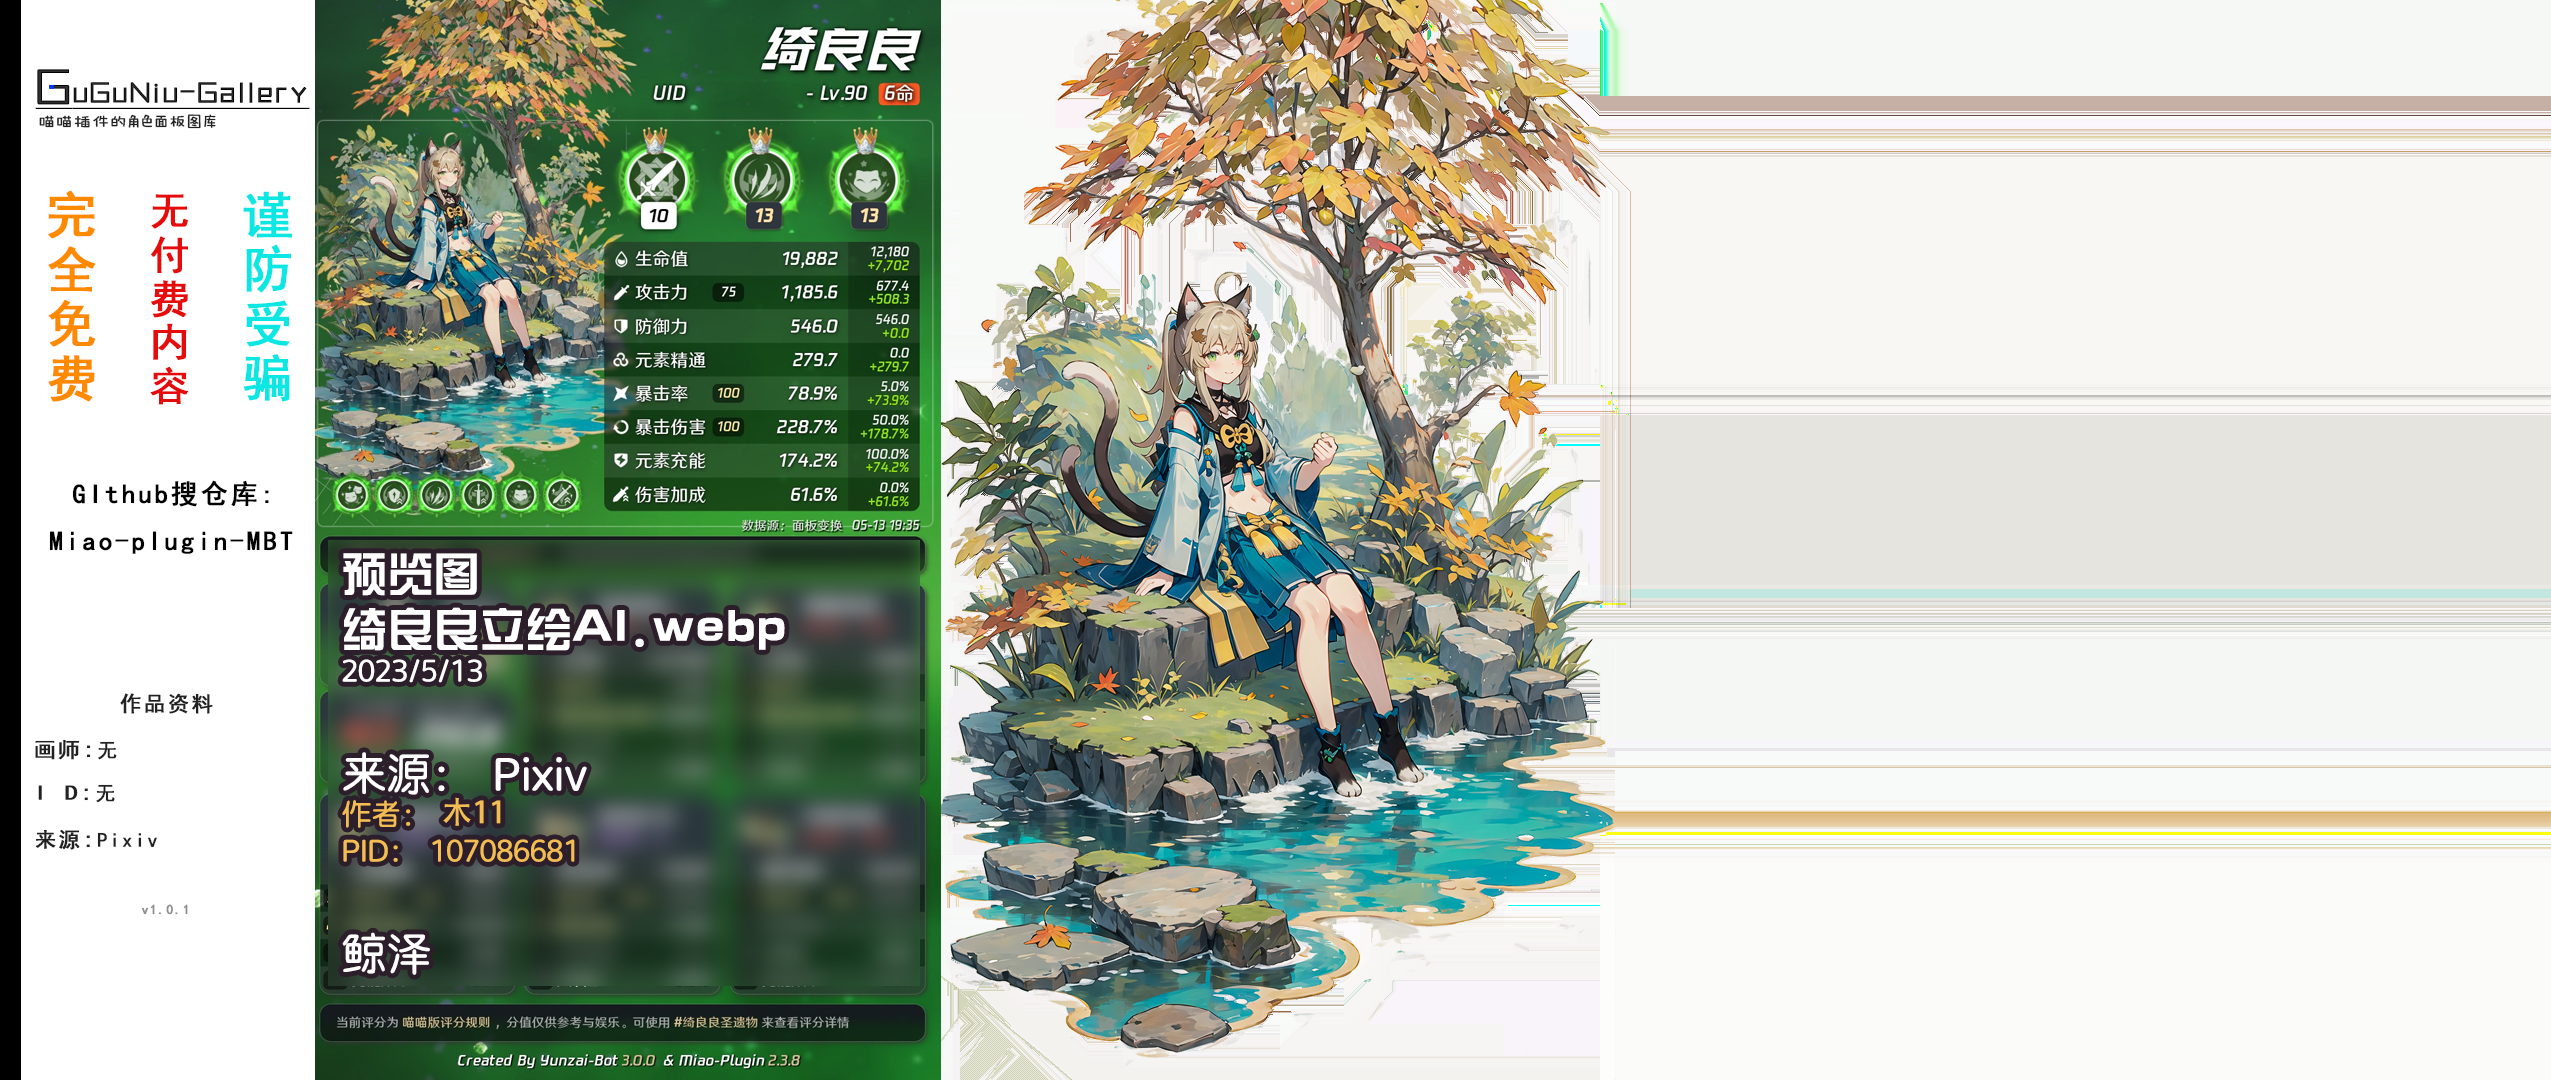 GuGuNiu-Gallery
喵喵插件的角色面板图库
完全免费
无付费内容
谨防受骗
GIthub搜仓库:
Miao-plugin-MBT
作品资料
画师:无
I D:无
来源:Pixiv
v1.0.1
绮良良
UID - Lv.90 6命
10 13 13
生命值 19,882 12,180 +7,702
攻击力 75 1,185.6 677.4 +508.3
防御力 546.0 546.0 +0.0
元素精通 279.7 0.0 +279.7
暴击率 100 78.9% 5.0% +73.9%
暴击伤害 100 228.7% 50.0% +178.7%
元素充能 174.2% 100.0% +74.2%
伤害加成 61.6% 0.0% +61.6%
数据源：面板变换 05-13 19:35
预览图
绮良良立绘AI.webp
2023/5/13
来源： Pixiv
作者： 木11
PID： 107086681
鲸泽
当前评分为 喵喵版评分规则 ，分值仅供参考与娱乐。可使用 #绮良良圣遗物 来查看评分详情
Created By Yunzai-Bot 3.0.0 & Miao-Plugin 2.3.8